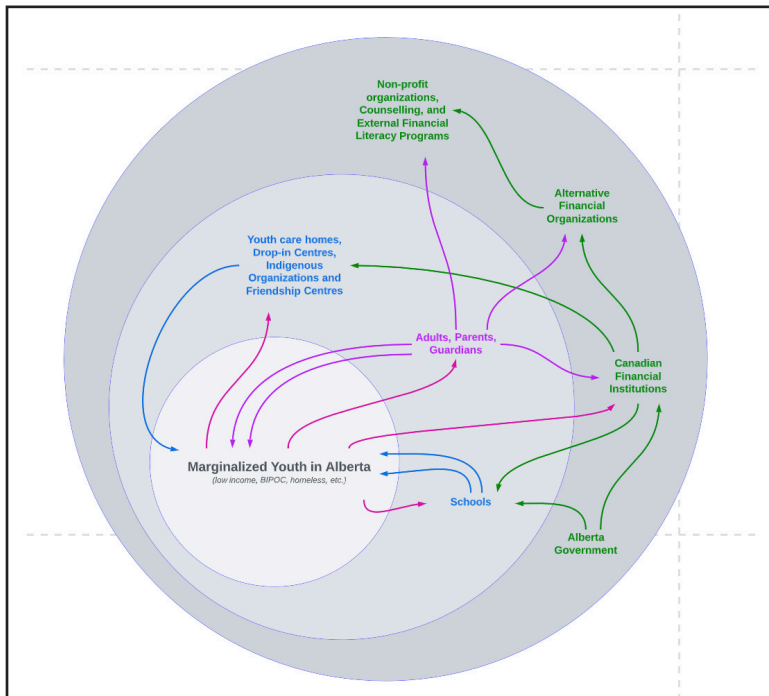 Non-profit
organizations,
Counselling, and
External Financial
Literacy Programs
Alternative
Financial
Organizations
Youth care homes,
Drop-in Centres,
Indigenous
Organizations and
Friendship Centres
Adults, Parents,
Guardians
Canadian
Financial
Institutions
Marginalized Youth in Alberta
(low income, BIPOC, homeless, etc.)
Schools
Alberta
Government